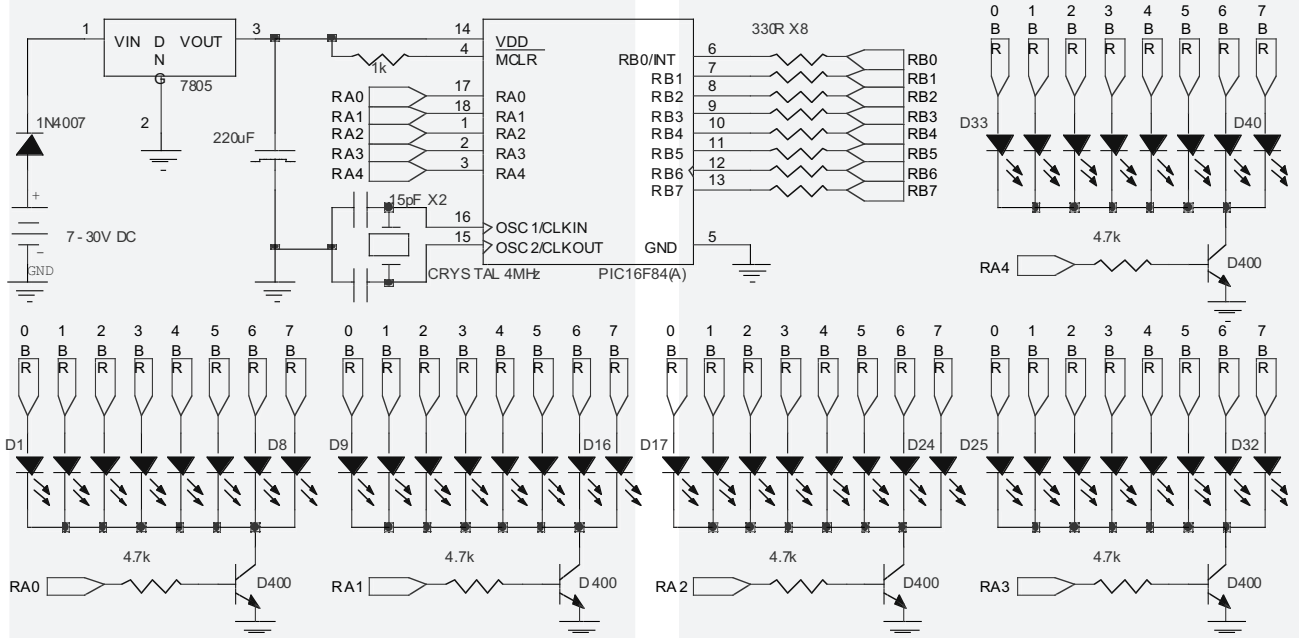 1
VIN
D
N
G
VOUT
3
7805
2
1N4007
220uF
+
7-30V DC
−
GND
14
VDD
4
MCLR
1k
RA0
17
RA0
RA1
18
RA1
RA2
1
RA2
RA3
2
RA3
RA4
3
RA4
15pF X2
16
OSC1/CLKIN
15
OSC2/CLKOUT
CRYSTAL 4MHz
PIC16F84(A)
GND
5
330R X8
RB0/INT
6
RB0
RB1
7
RB1
RB2
8
RB2
RB3
9
RB3
RB4
10
RB4
RB5
11
RB5
RB6
12
RB6
RB7
13
RB7
0 1 2 3 4 5 6 7
B B B B B B B B
R R R R R R R R
D33
D40
4.7k
RA4
D400
0 1 2 3 4 5 6 7
B B B B B B B B
R R R R R R R R
D1
D8
4.7k
RA0
D400
0 1 2 3 4 5 6 7
B B B B B B B B
R R R R R R R R
D9
D16
4.7k
RA1
D400
0 1 2 3 4 5 6 7
B B B B B B B B
R R R R R R R R
D17
D24
4.7k
RA2
D400
0 1 2 3 4 5 6 7
B B B B B B B B
R R R R R R R R
D25
D32
4.7k
RA3
D400